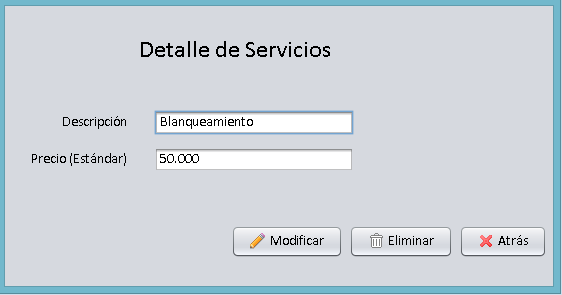 Detalle de Servicios
Descripción Blanqueamiento
Precio (Estándar) 50.000
Modificar Eliminar Atrás